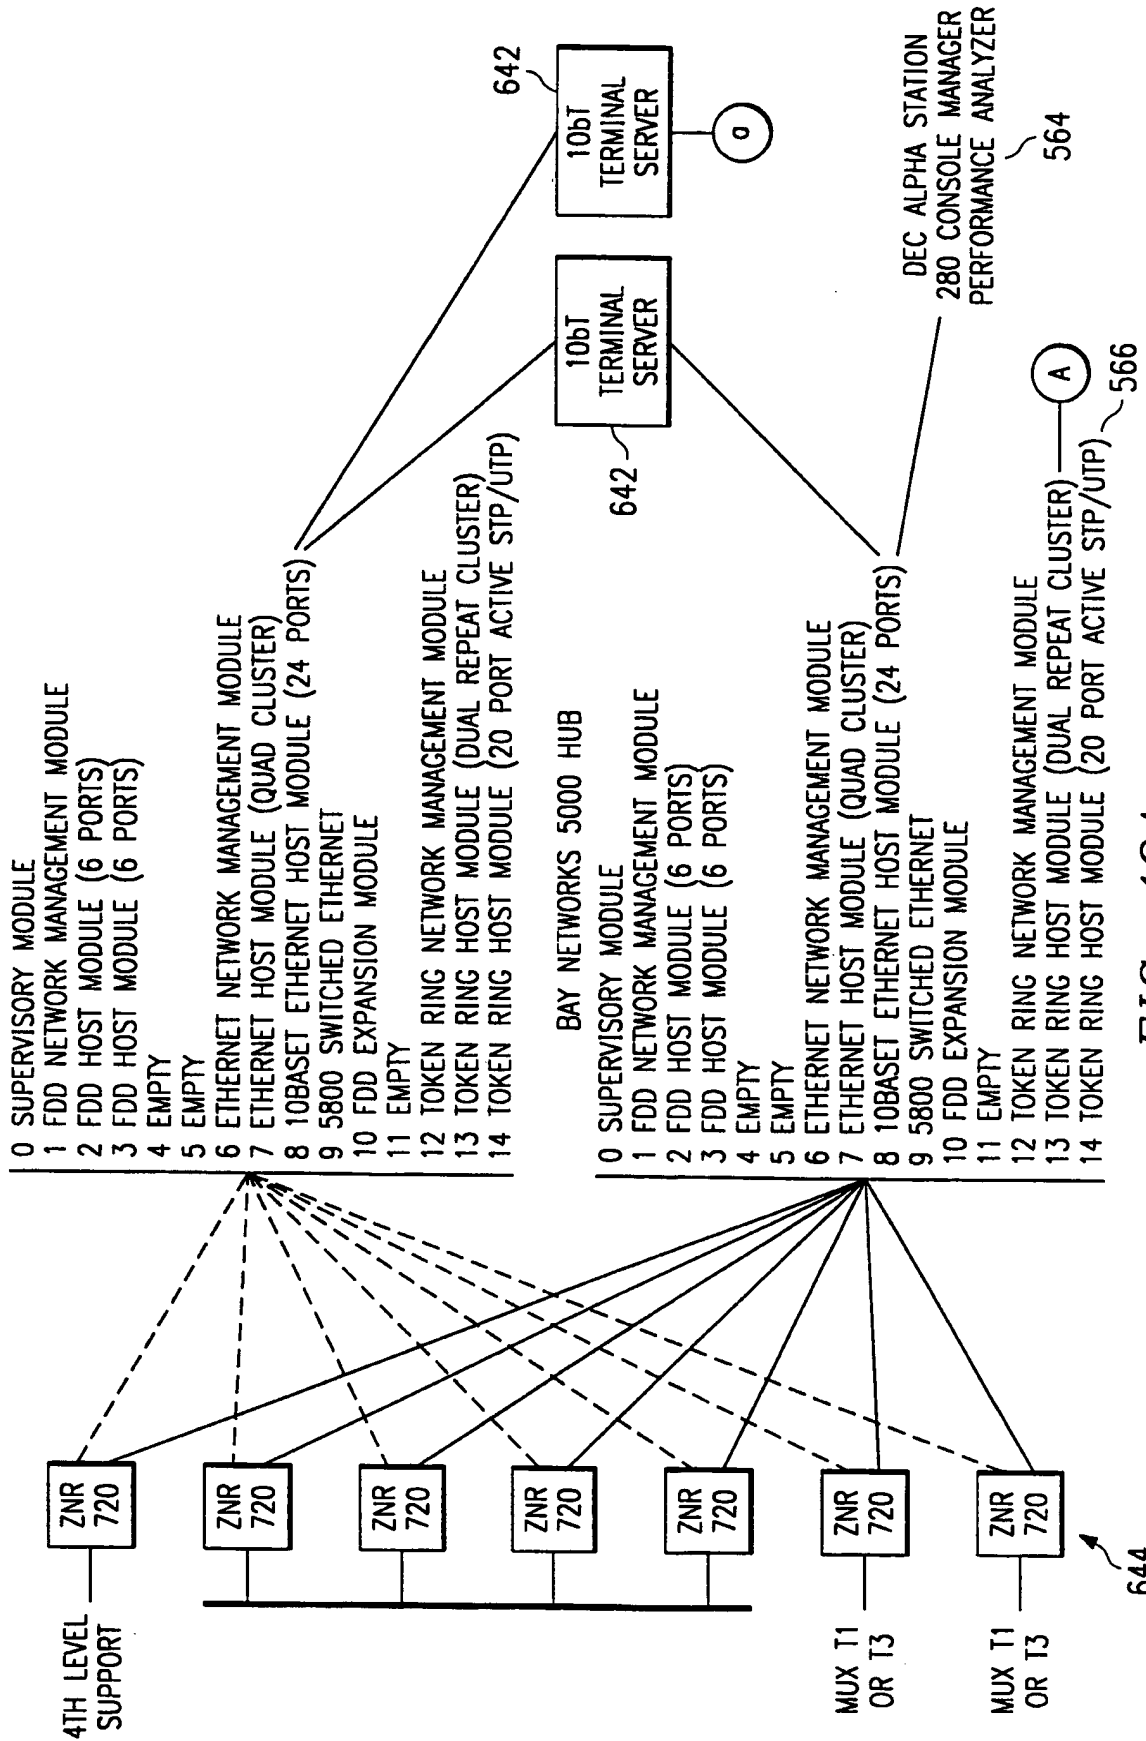 4TH LEVEL
SUPPORT
MUX T1
OR T3
MUX T1
OR T3
ZNR
720
ZNR
720
ZNR
720
ZNR
720
ZNR
720
ZNR
720
ZNR
720
644
0 SUPERVISORY MODULE
1 FDD NETWORK MANAGEMENT MODULE
2 FDD HOST MODULE (6 PORTS)
3 FDD HOST MODULE (6 PORTS)
4 EMPTY
5 EMPTY
6 ETHERNET NETWORK MANAGEMENT MODULE
7 ETHERNET HOST MODULE (QUAD CLUSTER)
8 10BASET ETHERNET HOST MODULE (24 PORTS)
9 5800 SWITCHED ETHERNET
10 FDD EXPANSION MODULE
11 EMPTY
12 TOKEN RING NETWORK MANAGEMENT MODULE
13 TOKEN RING HOST MODULE (DUAL REPEAT CLUSTER)
14 TOKEN RING HOST MODULE (20 PORT ACTIVE STP/UTP)
BAY NETWORKS 5000 HUB
0 SUPERVISORY MODULE
1 FDD NETWORK MANAGEMENT MODULE
2 FDD HOST MODULE (6 PORTS)
3 FDD HOST MODULE (6 PORTS)
4 EMPTY
5 EMPTY
6 ETHERNET NETWORK MANAGEMENT MODULE
7 ETHERNET HOST MODULE (QUAD CLUSTER)
8 10BASET ETHERNET HOST MODULE (24 PORTS)
9 5800 SWITCHED ETHERNET
10 FDD EXPANSION MODULE
11 EMPTY
12 TOKEN RING NETWORK MANAGEMENT MODULE
13 TOKEN RING HOST MODULE (DUAL REPEAT CLUSTER)
14 TOKEN RING HOST MODULE (20 PORT ACTIVE STP/UTP)
566
A
642
10bT
TERMINAL
SERVER
642
10bT
TERMINAL
SERVER
a
DEC ALPHA STATION
280 CONSOLE MANAGER
PERFORMANCE ANALYZER
564